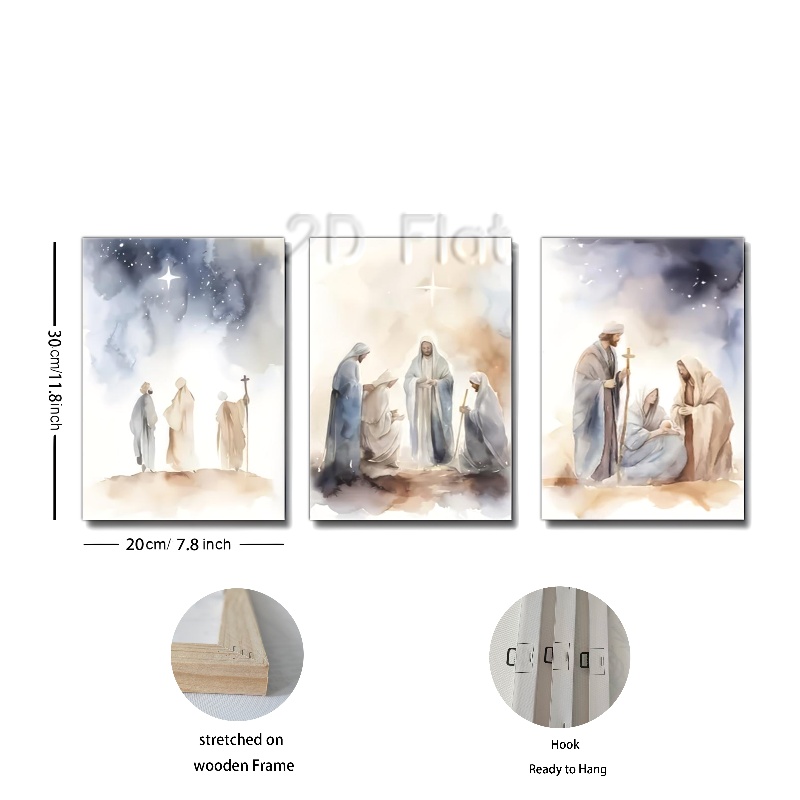 2D Flat
30cm/11.8inch
20cm/ 7.8 inch
stretched on
wooden Frame
Hook
Ready to Hang